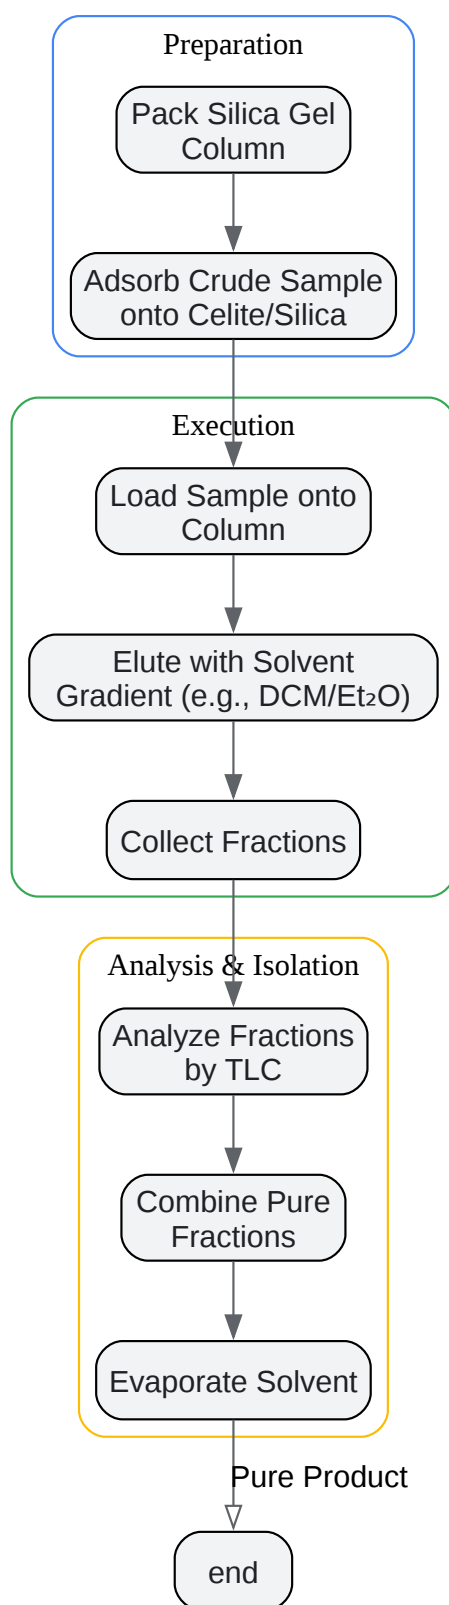 Preparation
Pack Silica Gel
Column
Adsorb Crude Sample
onto Celite/Silica
Execution
Load Sample onto
Column
Elute with Solvent
Gradient (e.g., DCM/Et₂O)
Collect Fractions
Analysis & Isolation
Analyze Fractions
by TLC
Combine Pure
Fractions
Evaporate Solvent
Pure Product
end